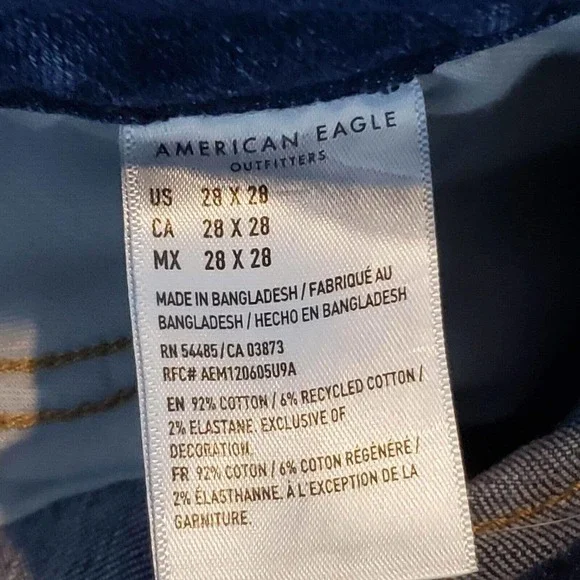 AMERICAN EAGLE
OUTFITTERS
US 28 X 28
CA 28 X 28
MX 28 X 28
MADE IN BANGLADESH / FABRIQUÉ AU
BANGLADESH / HECHO EN BANGLADESH
RN 54485 / CA 03873
RFC# AEM120605U9A
EN 92% COTTON / 6% RECYCLED COTTON /
2% ELASTANE. EXCLUSIVE OF
DECORATION.
FR 92% COTON / 6% COTON RÉGÉNÉRÉ /
2% ÉLASTHANNE. À L'EXCEPTION DE LA
GARNITURE.